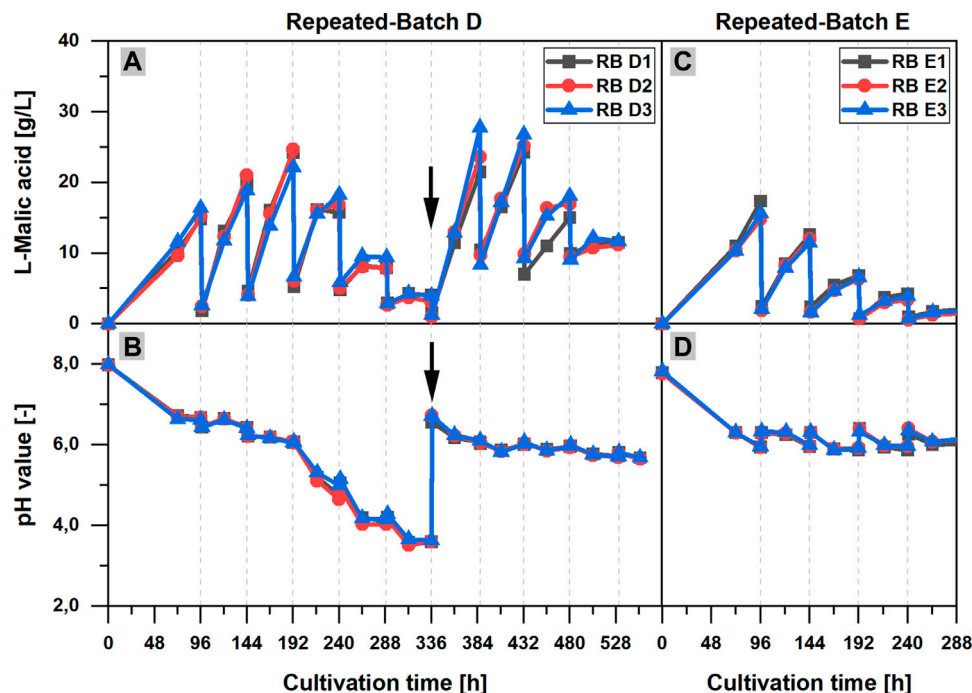 Repeated-Batch D
Repeated-Batch E
L-Malic acid [g/L]
40
30
20
10
0
A
RB D1
RB D2
RB D3
C
RB E1
RB E2
RB E3
pH value [-]
8,0
6,0
4,0
2,0
B
D
0 48 96 144 192 240 288 336 384 432 480 528
0 48 96 144 192 240 288
Cultivation time [h]
Cultivation time [h]